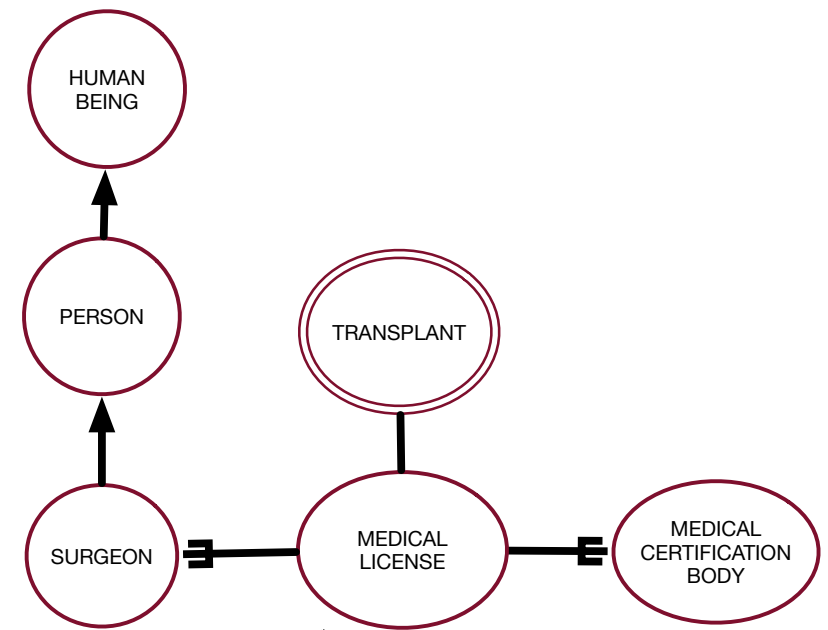 HUMAN
BEING
PERSON
TRANSPLANT
SURGEON
MEDICAL
LICENSE
MEDICAL
CERTIFICATION
BODY